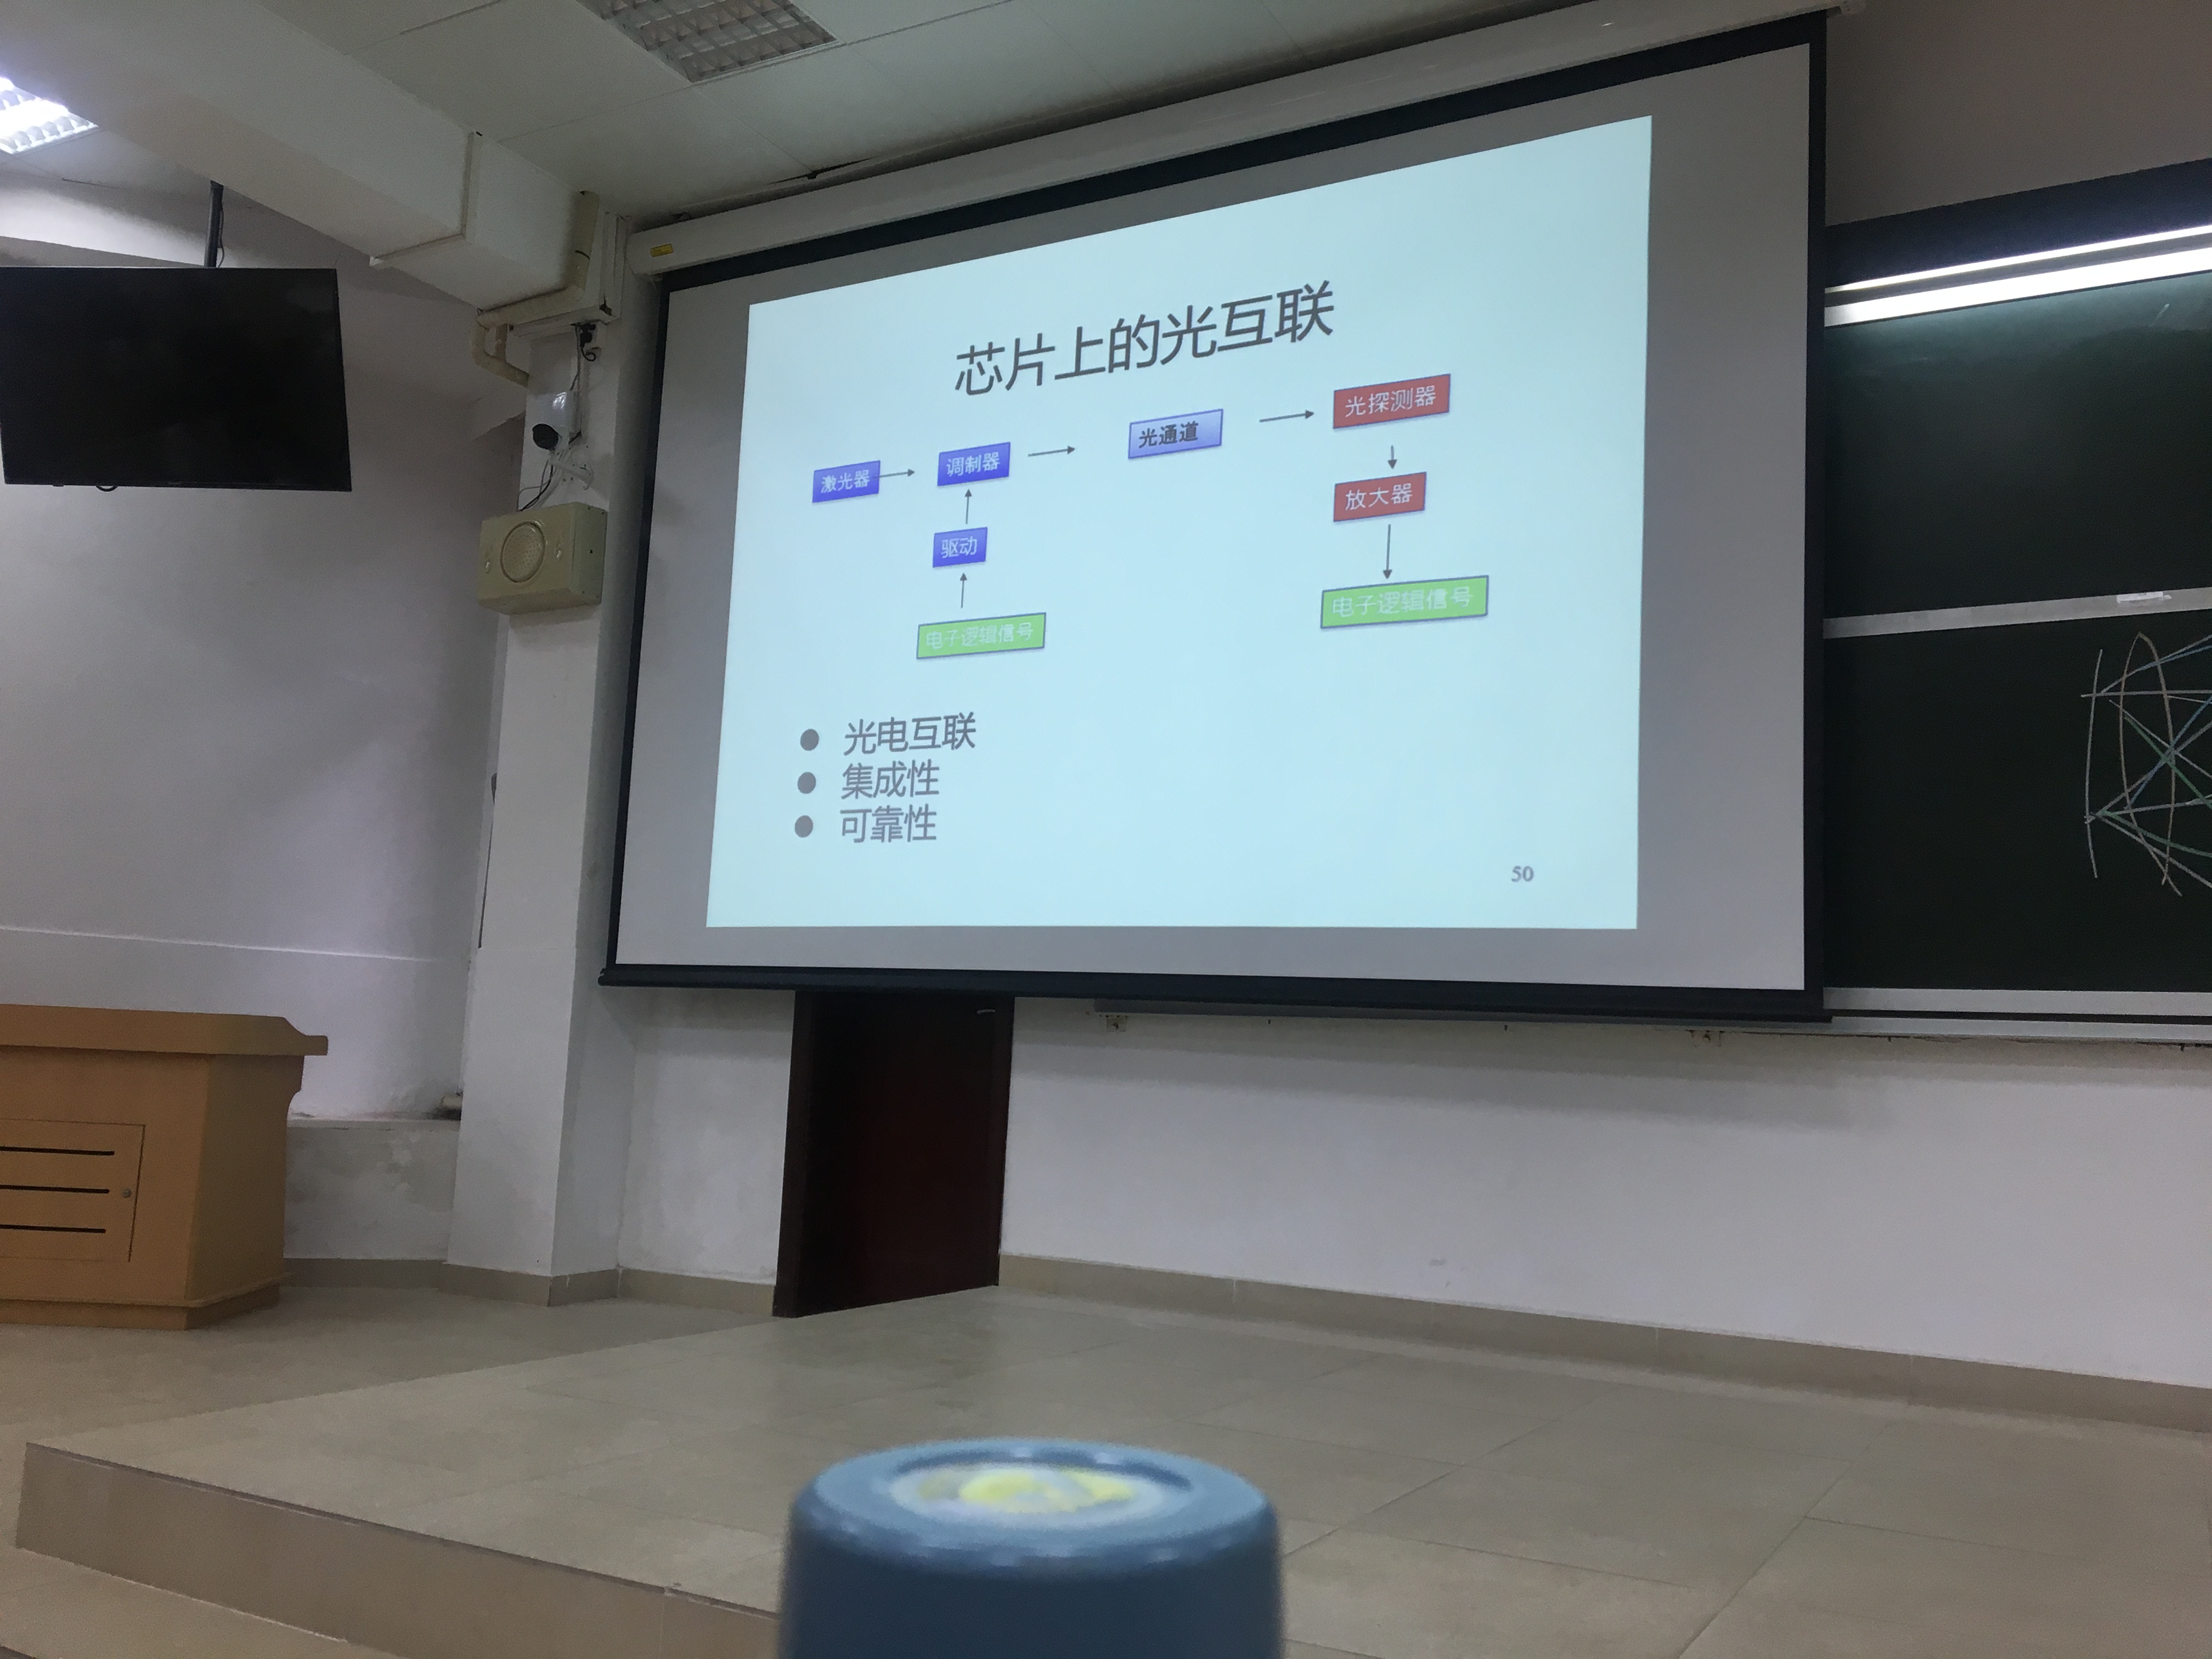 芯片上的光互联
激光器
调制器
光通道
光探测器
驱动
放大器
电子逻辑信号
电子逻辑信号
光电互联
集成性
可靠性
50